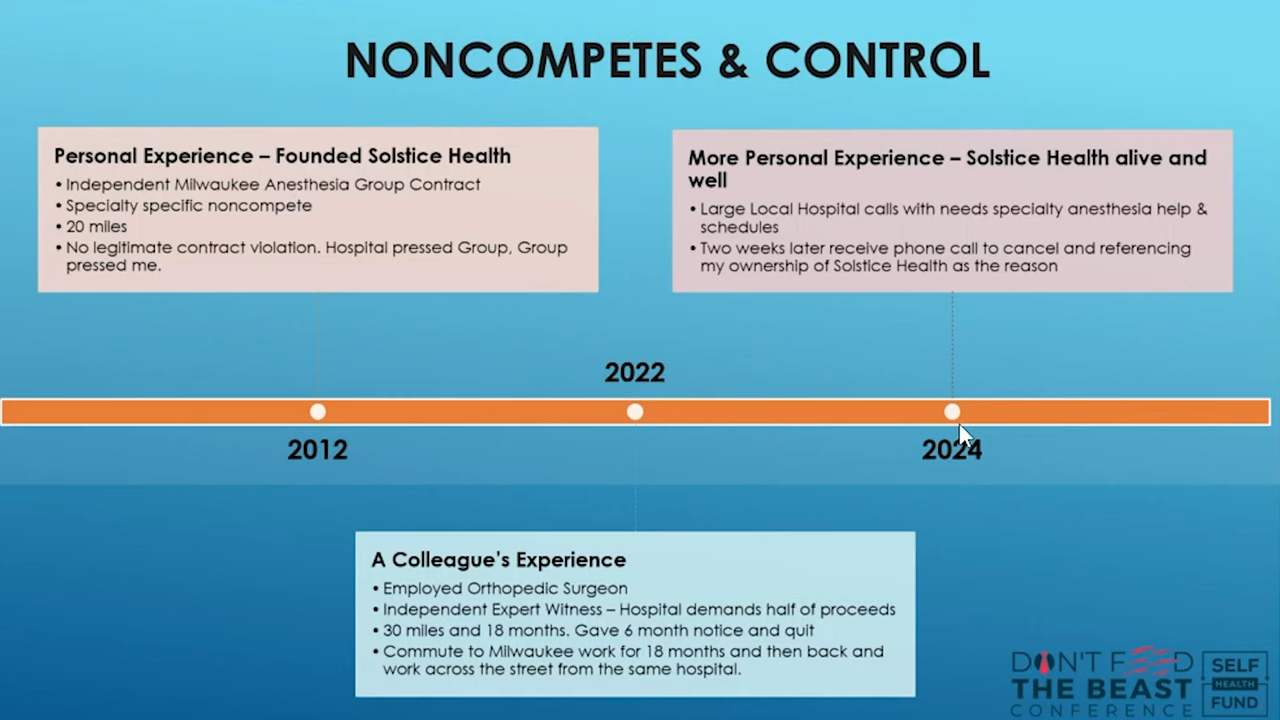 NONCOMPETES & CONTROL
Personal Experience – Founded Solstice Health
• Independent Milwaukee Anesthesia Group Contract
• Specialty specific noncompete
• 20 miles
• No legitimate contract violation. Hospital pressed Group, Group
pressed me.
More Personal Experience – Solstice Health alive and
well
• Large Local Hospital calls with needs specialty anesthesia help &
schedules
• Two weeks later receive phone call to cancel and referencing
my ownership of Solstice Health as the reason
2022
2012
2024
A Colleague's Experience
• Employed Orthopedic Surgeon
• Independent Expert Witness – Hospital demands half of proceeds
• 30 miles and 18 months. Gave 6 month notice and quit
• Commute to Milwaukee work for 18 months and then back and
work across the street from the same hospital.
DON'T FEED
THE BEAST
CONFERENCE
SELF
HEALTH
FUND